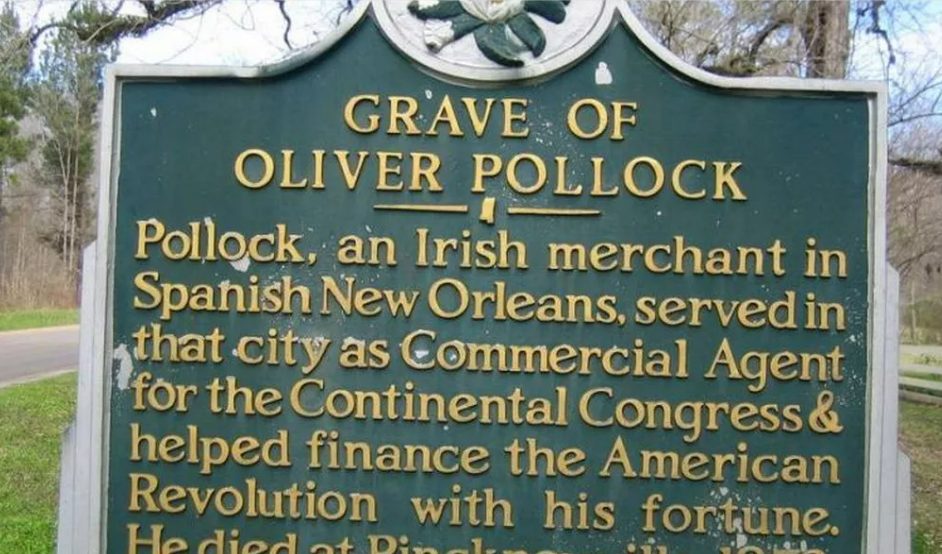 GRAVE OF
OLIVER POLLOCK
Pollock, an Irish merchant in
Spanish New Orleans, served in
that city as Commercial Agent
for the Continental Congress &
helped finance the American
Revolution with his fortune.
He died at